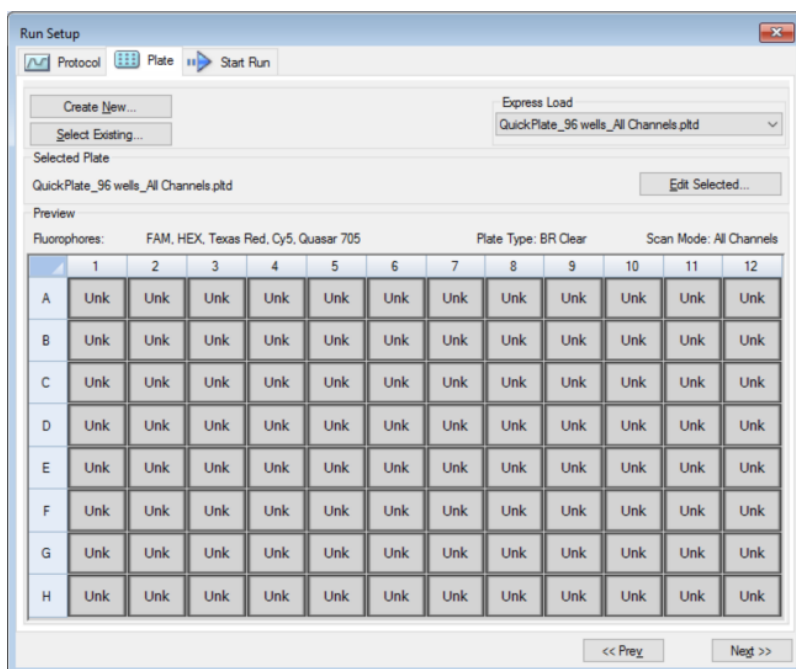 Run Setup
Protocol Plate Start Run
Create New...
Express Load
QuickPlate_96 wells_All Channels.pltd
Select Existing...
Selected Plate
QuickPlate_96 wells_All Channels.pltd
Edit Selected...
Preview
Fluorophores: FAM, HEX, Texas Red, Cy5, Quasar 705 Plate Type: BR Clear Scan Mode: All Channels
1 2 3 4 5 6 7 8 9 10 11 12
A Unk Unk Unk Unk Unk Unk Unk Unk Unk Unk Unk Unk
B Unk Unk Unk Unk Unk Unk Unk Unk Unk Unk Unk Unk
C Unk Unk Unk Unk Unk Unk Unk Unk Unk Unk Unk Unk
D Unk Unk Unk Unk Unk Unk Unk Unk Unk Unk Unk Unk
E Unk Unk Unk Unk Unk Unk Unk Unk Unk Unk Unk Unk
F Unk Unk Unk Unk Unk Unk Unk Unk Unk Unk Unk Unk
G Unk Unk Unk Unk Unk Unk Unk Unk Unk Unk Unk Unk
H Unk Unk Unk Unk Unk Unk Unk Unk Unk Unk Unk Unk
<< Prev Next >>